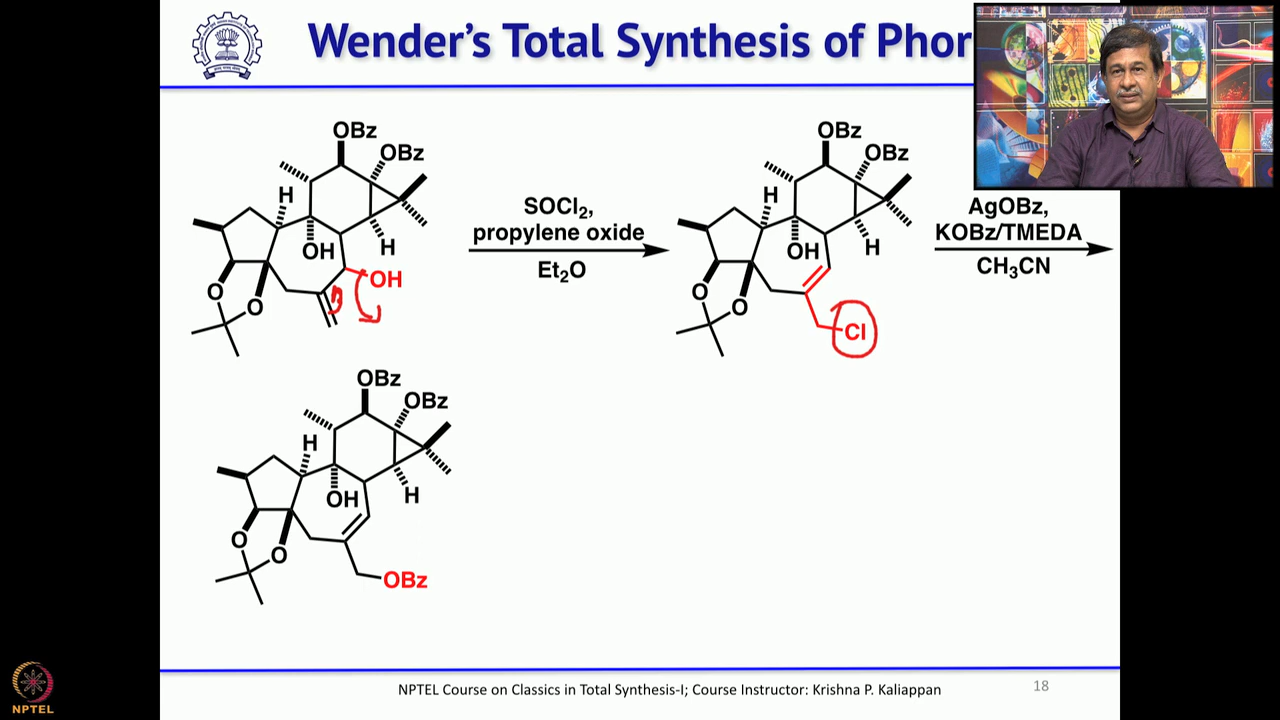 Wender's Total Synthesis of Phor
OBz
OBz
H
OH
H
OH
O
O
SOCl2,
propylene oxide
Et2O
OBz
OBz
H
OH
H
O
O
Cl
AgOBz,
KOBz/TMEDA
CH3CN
OBz
OBz
H
OH
H
O
O
OBz
NPTEL Course on Classics in Total Synthesis-I; Course Instructor: Krishna P. Kaliappan
18
NPTEL